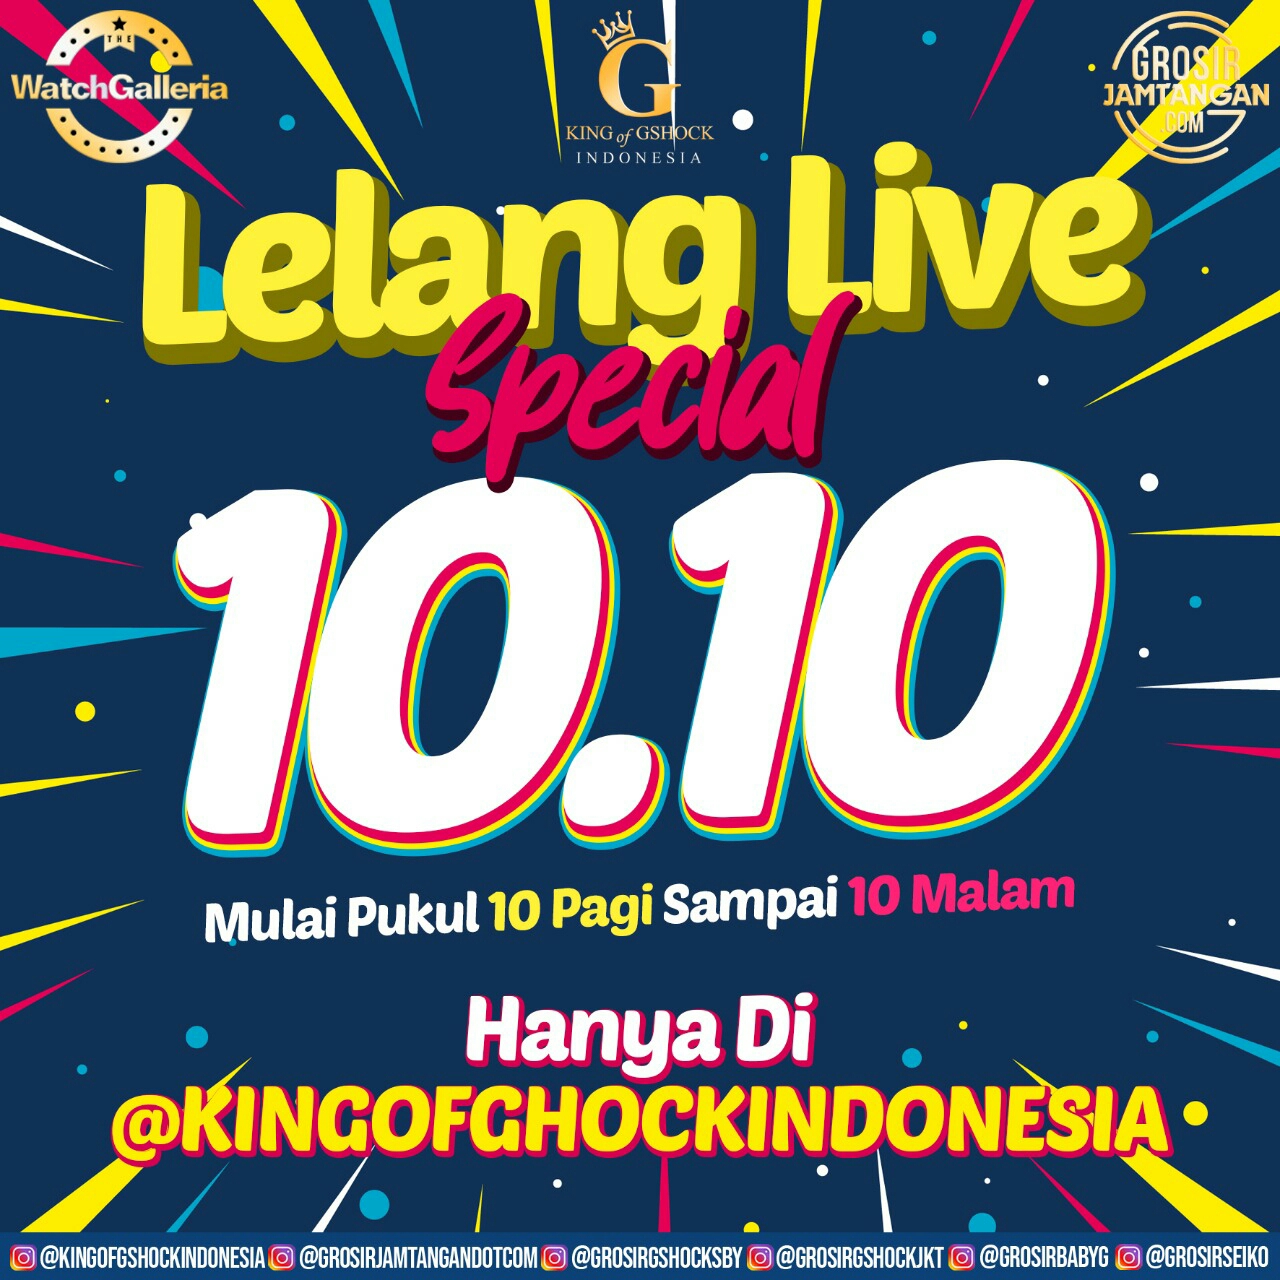 THE
WatchGalleria
G
KING of GSHOCK
INDONESIA
GROSIR
JAMTANGAN
.COM
Lelang Live
Special
10.10
Mulai Pukul 10 Pagi Sampai 10 Malam
Hanya Di
@KINGOFGHOCKINDONESIA
@KINGOFGSHOCKINDONESIA @GROSIRJAMTANGANDOTCOM @GROSIRGSHOCKSBY @GROSIRGSHOCKJKT @GROSIRBABYG @GROSIRSEIKO